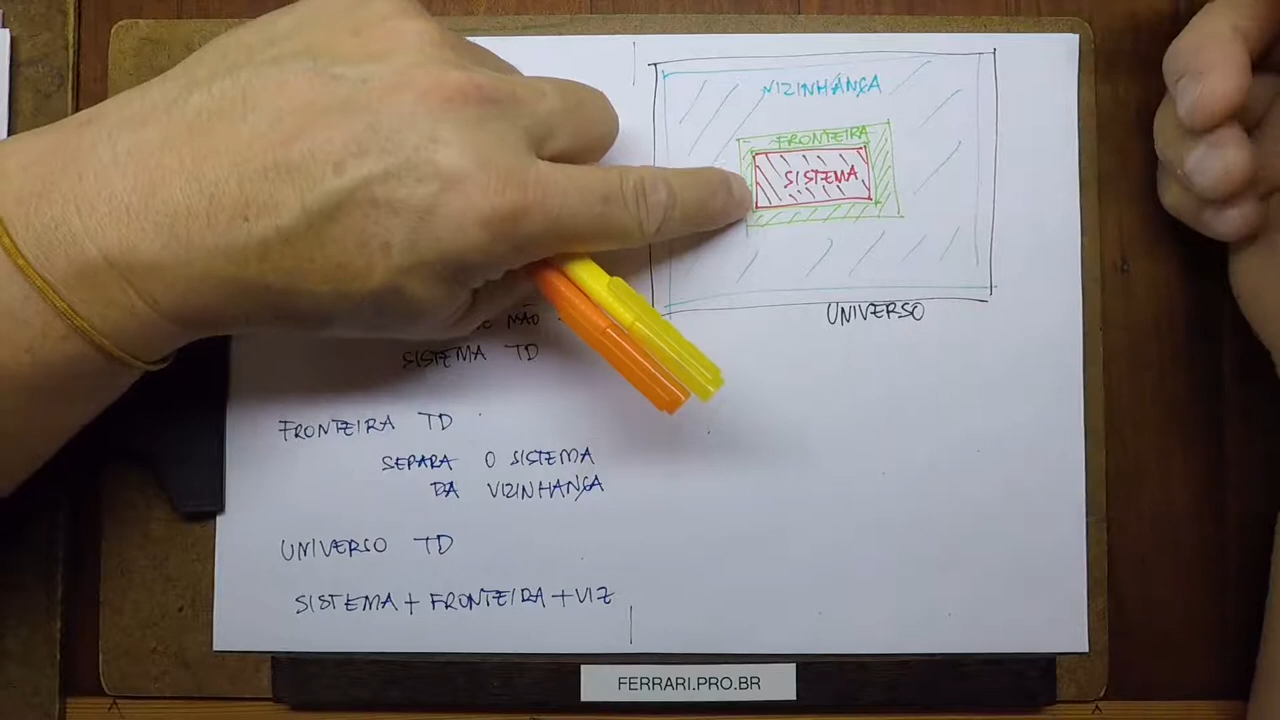 VIZINHANÇA
FRONTEIRA
SISTEMA
UNIVERSO
NÃO
SISTEMA TD
FRONTEIRA TD
SEPARA O SISTEMA
DA VIZINHANÇA
UNIVERSO TD
SISTEMA + FRONTEIRA + VIZ
FERRARI.PRO.BR